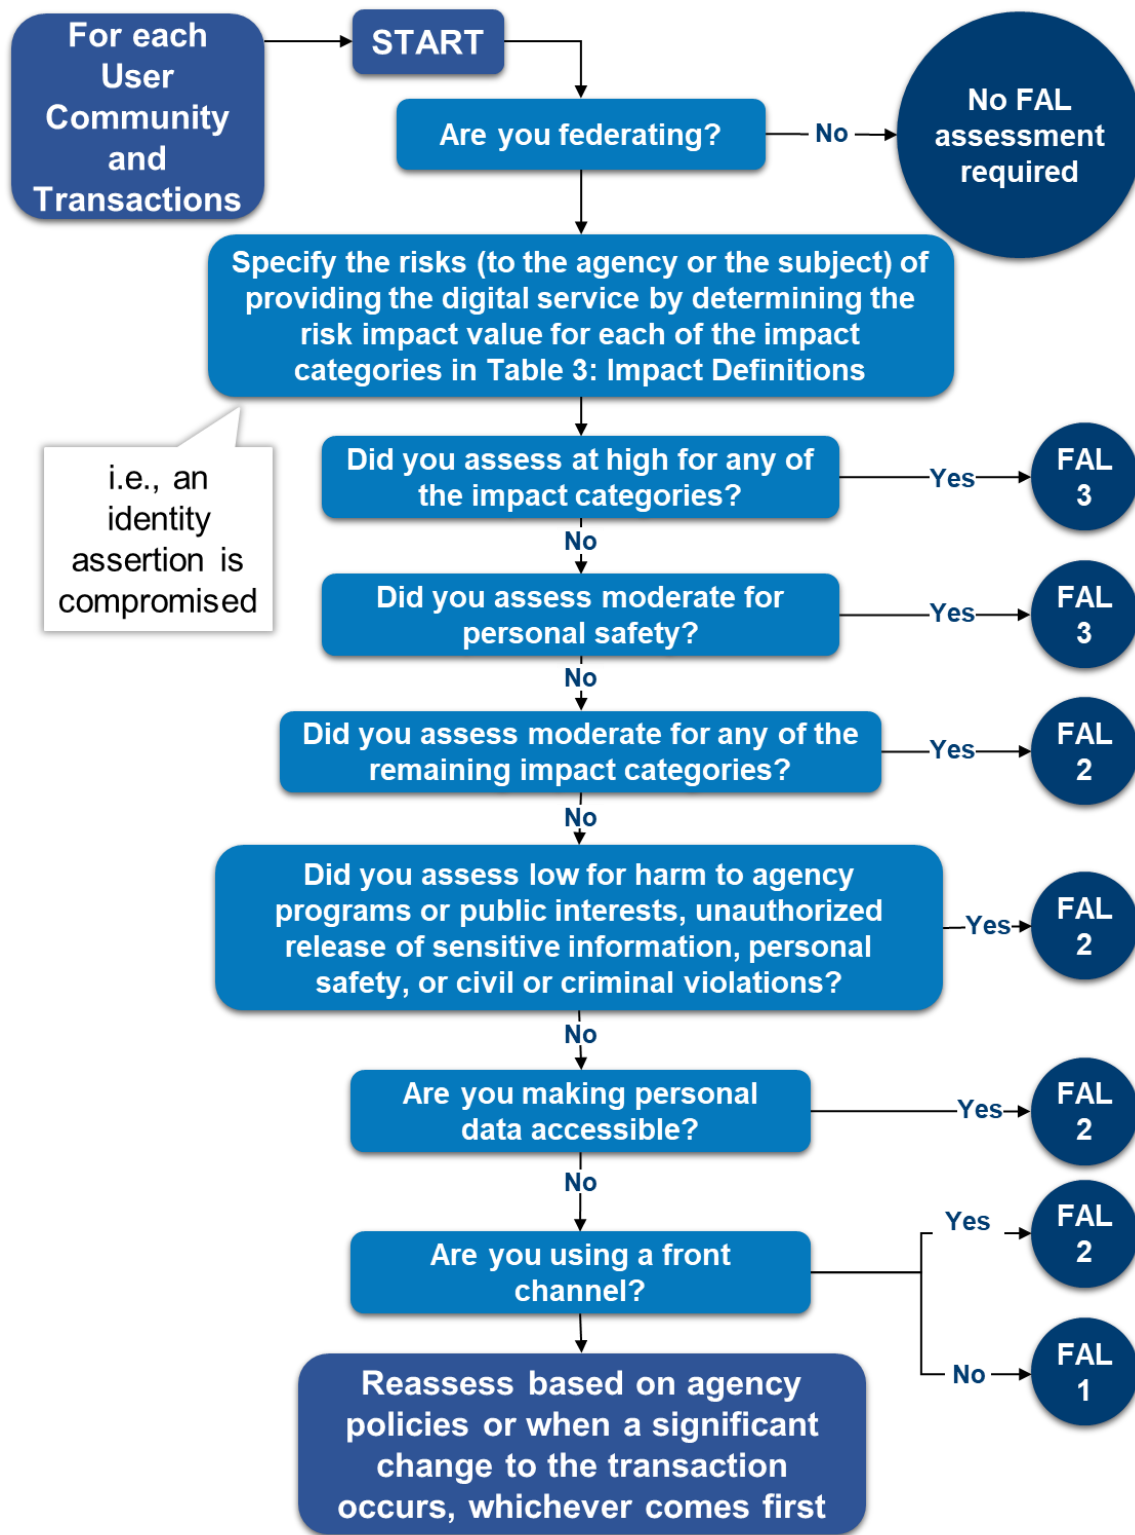 For each
User
Community
and
Transactions
START
Are you federating?
No
No FAL
assessment
required
Specify the risks (to the agency or the subject) of
providing the digital service by determining the
risk impact value for each of the impact
categories in Table 3: Impact Definitions
i.e., an
identity
assertion is
compromised
Did you assess at high for any of
the impact categories?
Yes
FAL
3
No
Did you assess moderate for
personal safety?
Yes
FAL
3
No
Did you assess moderate for any of the
remaining impact categories?
Yes
FAL
2
No
Did you assess low for harm to agency
programs or public interests, unauthorized
release of sensitive information, personal
safety, or civil or criminal violations?
Yes
FAL
2
No
Are you making personal
data accessible?
Yes
FAL
2
No
Are you using a front
channel?
Yes
FAL
2
No
FAL
1
Reassess based on agency
policies or when a significant
change to the transaction
occurs, whichever comes first